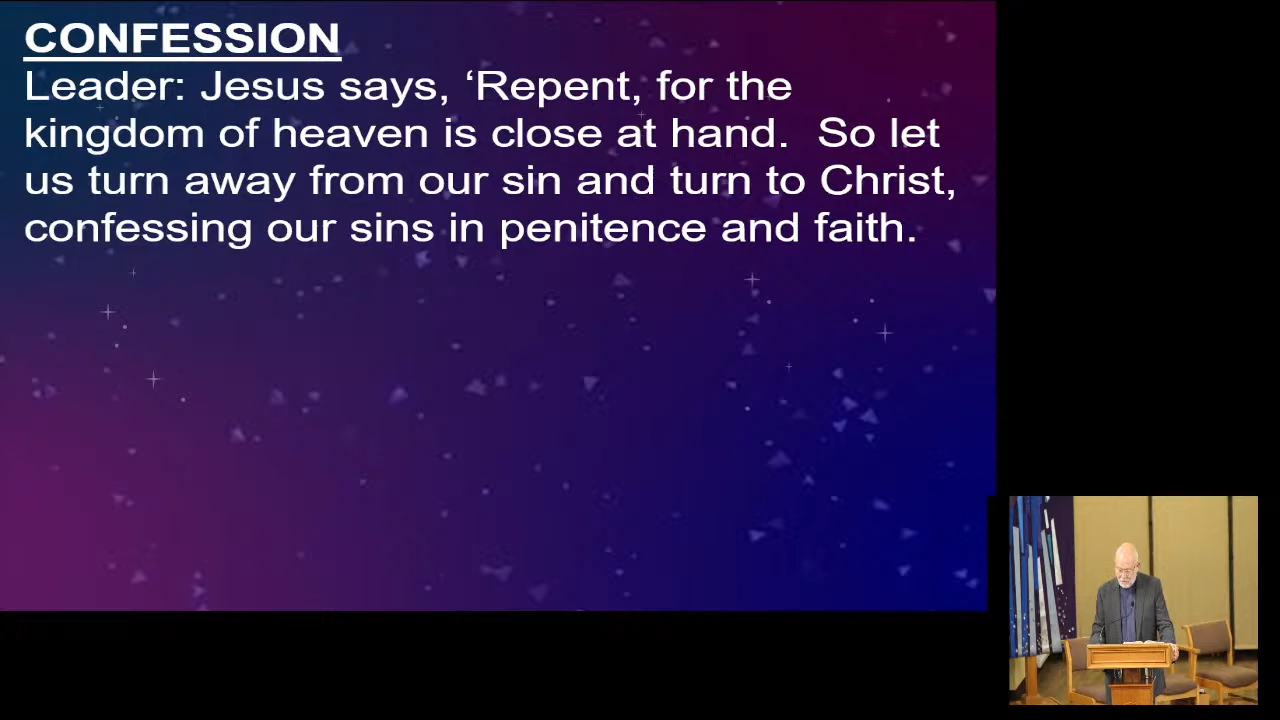 CONFESSION
Leader: Jesus says, ‘Repent, for the
kingdom of heaven is close at hand.  So let
us turn away from our sin and turn to Christ,
confessing our sins in penitence and faith.